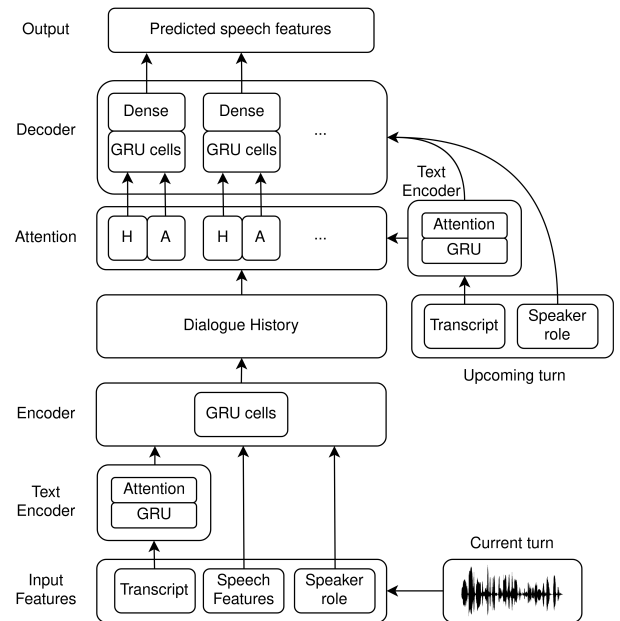 Output
Predicted speech features
Decoder
Dense
GRU cells
Dense
GRU cells
...
Text
Encoder
Attention
GRU
Attention
H
A
H
A
...
Dialogue History
Transcript
Speaker
role
Upcoming turn
Encoder
GRU cells
Text
Encoder
Attention
GRU
Current turn
Input
Features
Transcript
Speech
Features
Speaker
role